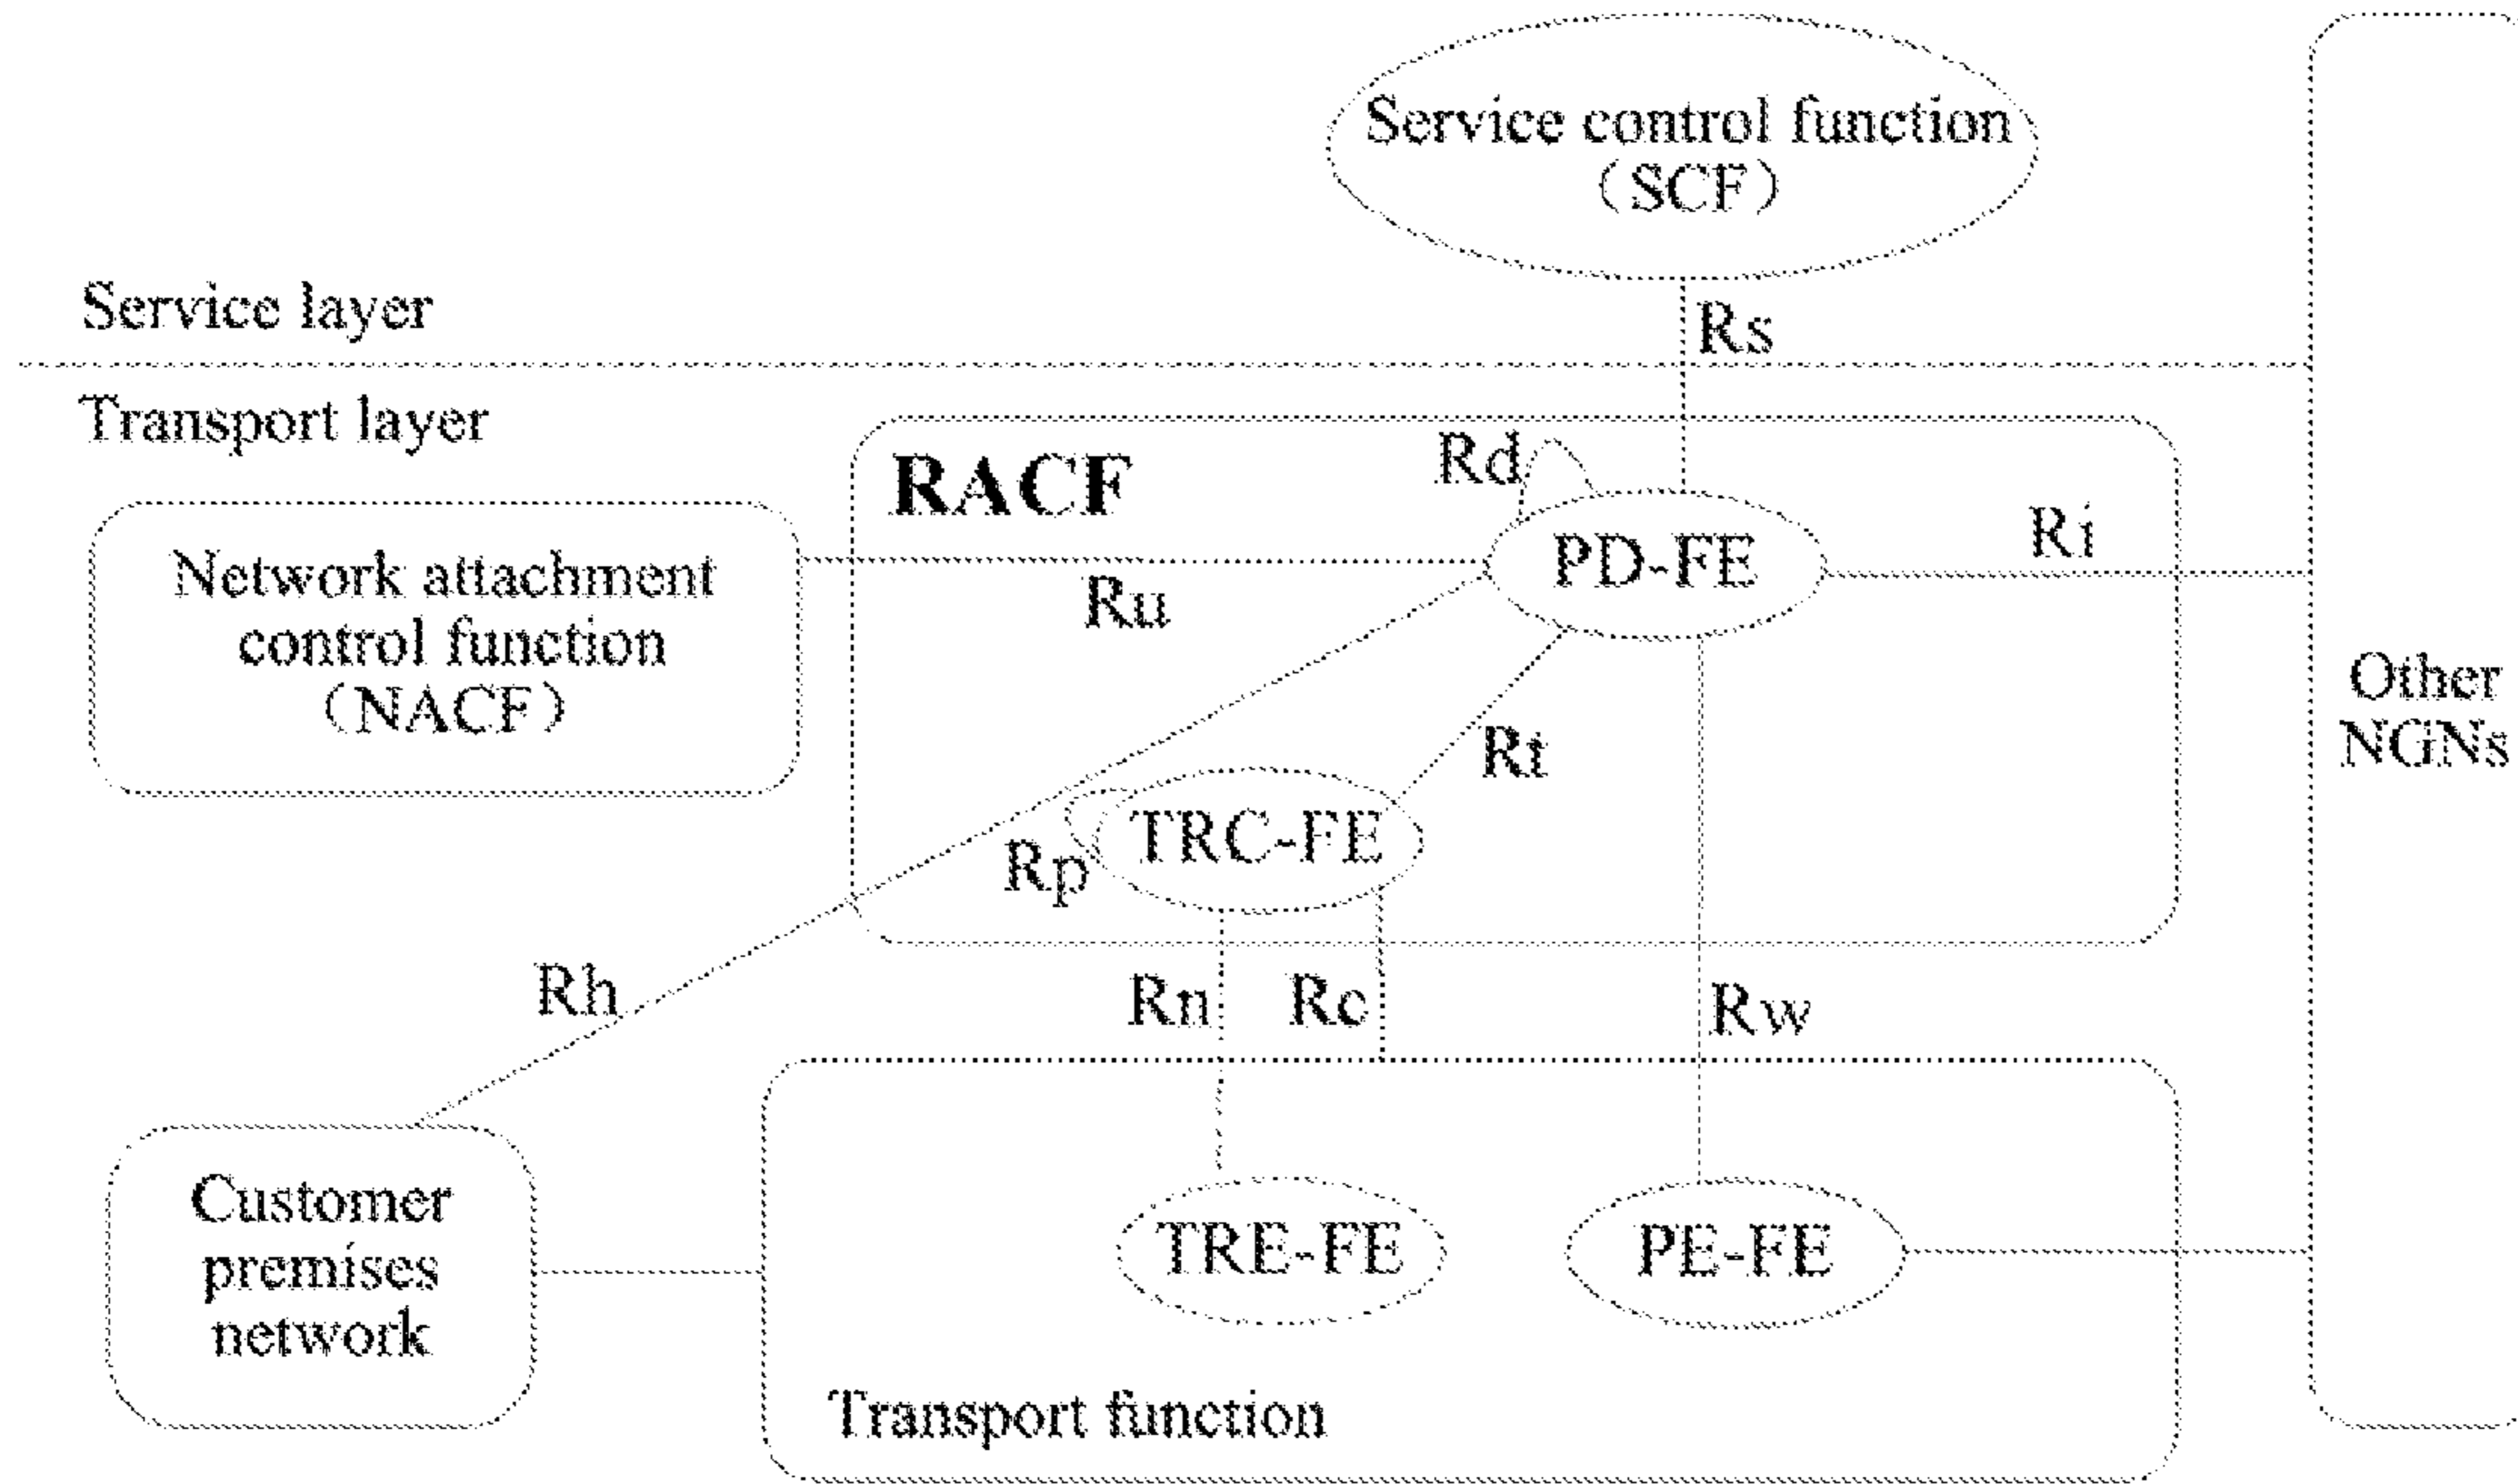 Service control function
(SCF)
Service layer
Rs
Transport layer
RACF
Rd
PD-FE
Ri
Network attachment
control function
(NACF)
Ru
Other
NGNs
Rt
TRC-FE
Rp
Rh
Rn
Rc
Rw
Customer
premises
network
TRE-FE
PE-FE
Transport function